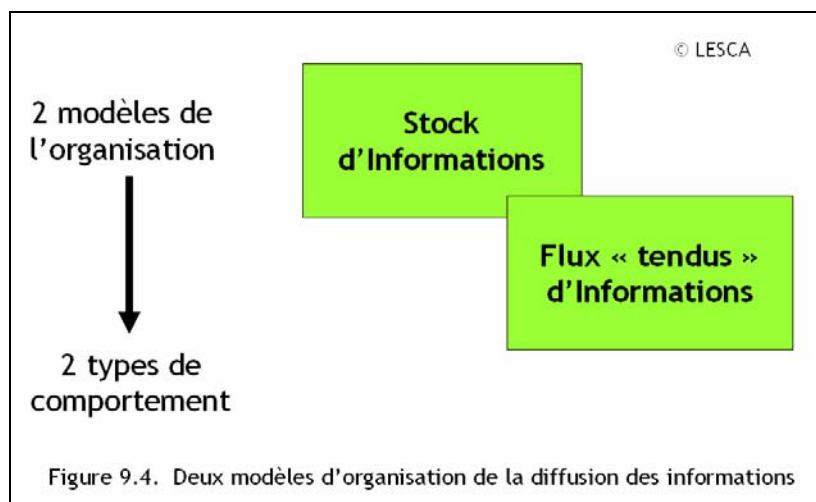 © LESCA
2 modèles de
l’organisation
Stock
d’Informations
Flux « tendus »
d’Informations
2 types de
comportement
Figure 9.4. Deux modèles d’organisation de la diffusion des informations